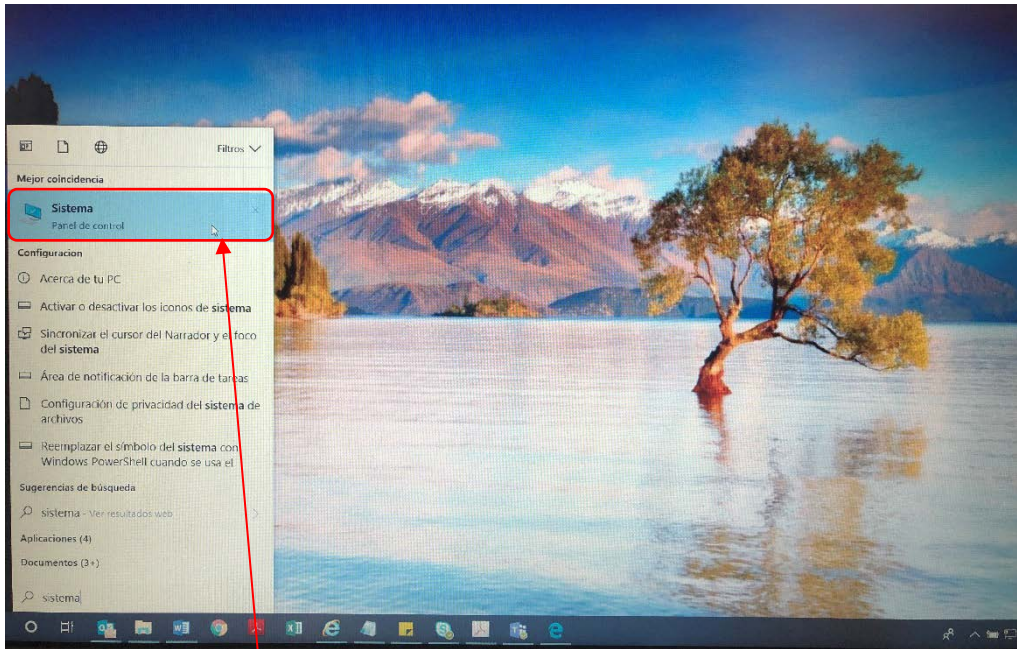 Filtros
Mejor coincidencia
Sistema
Panel de control
Configuracion
Acerca de tu PC
Activar o desactivar los iconos de sistema
Sincronizar el cursor del Narrador y el foco
del sistema
Área de notificación de la barra de tareas
Configuración de privacidad del sistema de
archivos
Reemplazar el símbolo del sistema con
Windows PowerShell cuando se usa el
Sugerencias de búsqueda
sistema - Ver resultados web
Aplicaciones (4)
Documentos (3+)
sistema